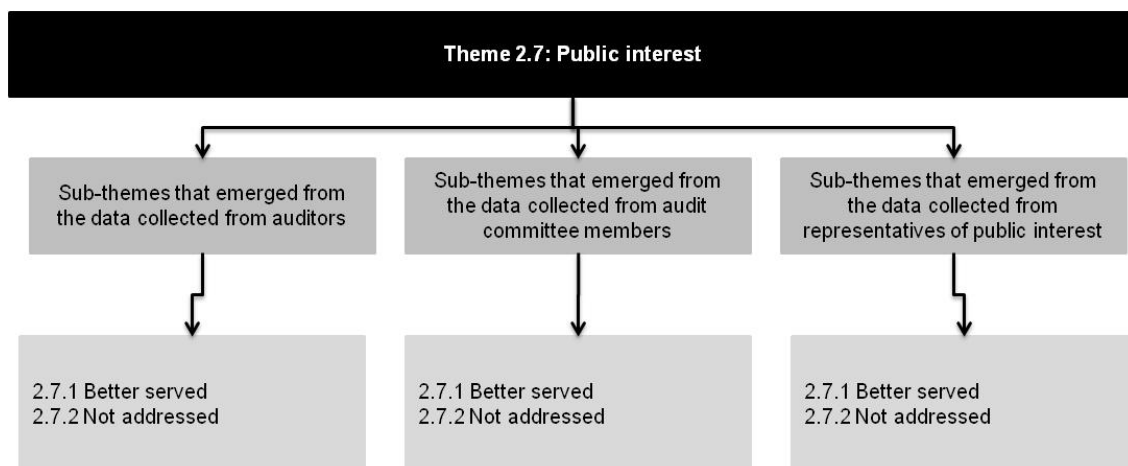 Theme 2.7: Public interest
Sub-themes that emerged from
the data collected from auditors
Sub-themes that emerged from
the data collected from audit
committee members
Sub-themes that emerged from
the data collected from
representatives of public interest
2.7.1 Better served
2.7.2 Not addressed
2.7.1 Better served
2.7.2 Not addressed
2.7.1 Better served
2.7.2 Not addressed